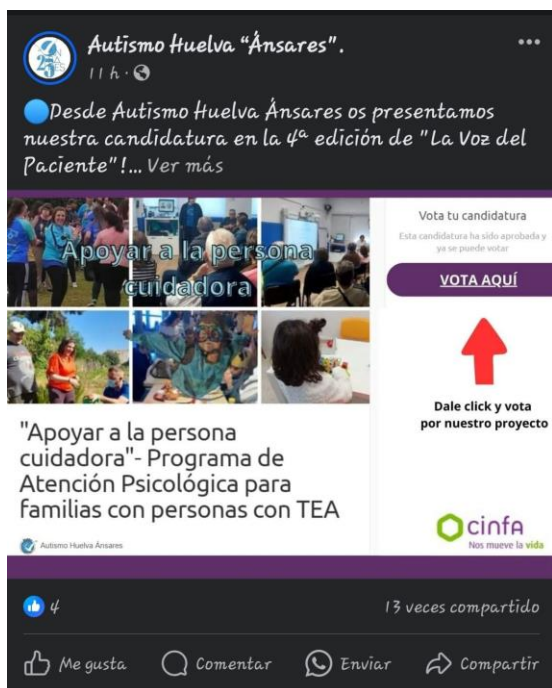 Autismo Huelva "Ánsares".
11 h ·
Desde Autismo Huelva Ánsares os presentamos
nuestra candidatura en la 4ª edición de "La Voz del
Paciente"!... Ver más
Apoyar a la persona
cuidadora
Vota tu candidatura
Esta candidatura ha sido aprobada y
ya se puede votar
VOTA AQUÍ
Dale click y vota
por nuestro proyecto
"Apoyar a la persona
cuidadora"- Programa de
Atención Psicológica para
familias con personas con TEA
Autismo Huelva Ánsares
cinfa
Nos mueve la vida
4
13 veces compartido
Me gusta
Comentar
Enviar
Compartir